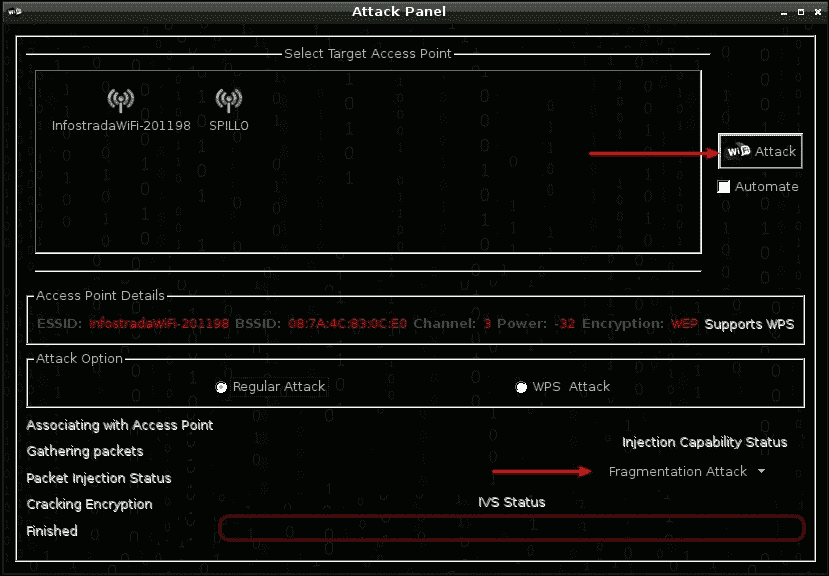 Attack Panel
Select Target Access Point
InfostradaWiFi-201198
SPILLO
WiFi Attack
Automate
Access Point Details
ESSID: InfostradaWiFi-201198 BSSID: 08:7A:4C:83:0C:E0 Channel: 3 Power: -32 Encryption: WEP Supports WPS
Attack Option
Regular Attack
WPS Attack
Associating with Access Point
Injection Capability Status
Gathering packets
Fragmentation Attack
Packet Injection Status
Cracking Encryption
IVS Status
Finished